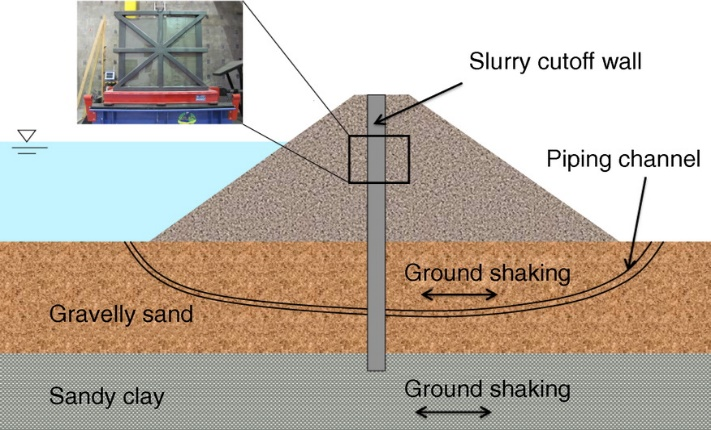 Slurry cutoff wall
Piping channel
Ground shaking
Gravelly sand
Ground shaking
Sandy clay